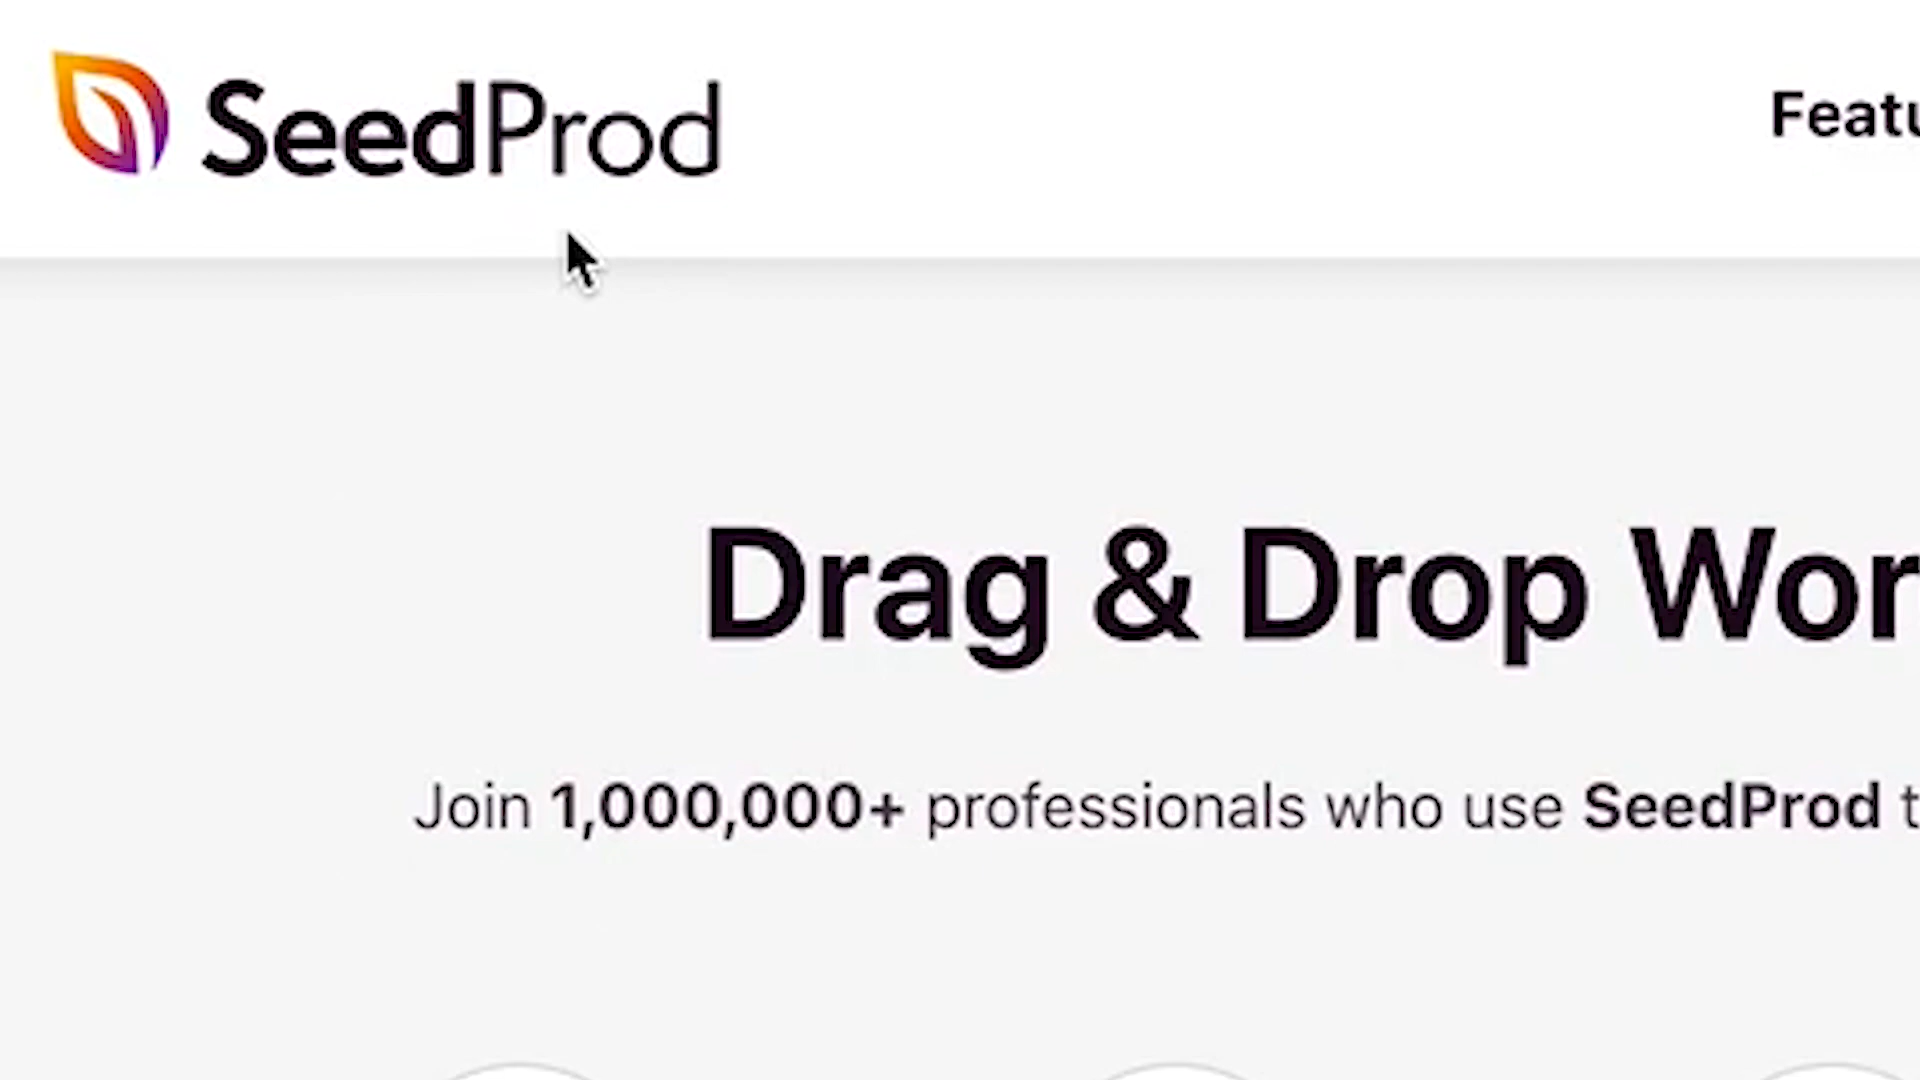 SeedProd
Featu
Drag & Drop Wor
Join 1,000,000+ professionals who use SeedProd t